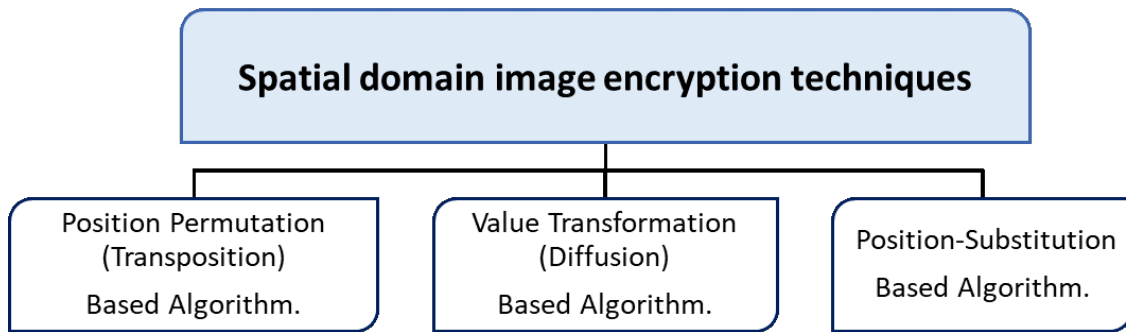 Spatial domain image encryption techniques
Position Permutation
(Transposition)
Based Algorithm.
Value Transformation
(Diffusion)
Based Algorithm.
Position-Substitution
Based Algorithm.